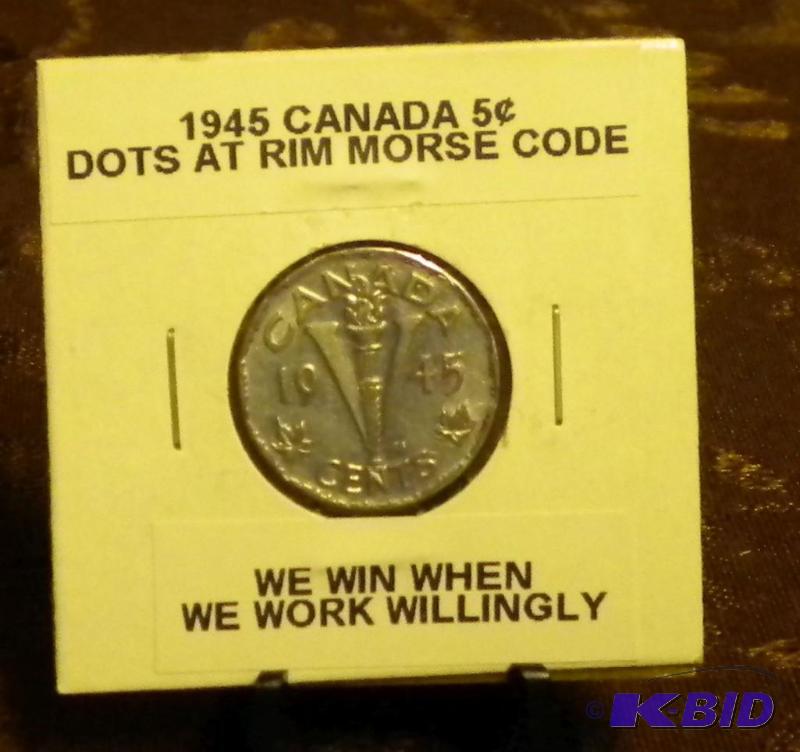 1945 CANADA 5¢
DOTS AT RIM MORSE CODE
CANADA
19 45
CENTS
WE WIN WHEN
WE WORK WILLINGLY
© K-BID